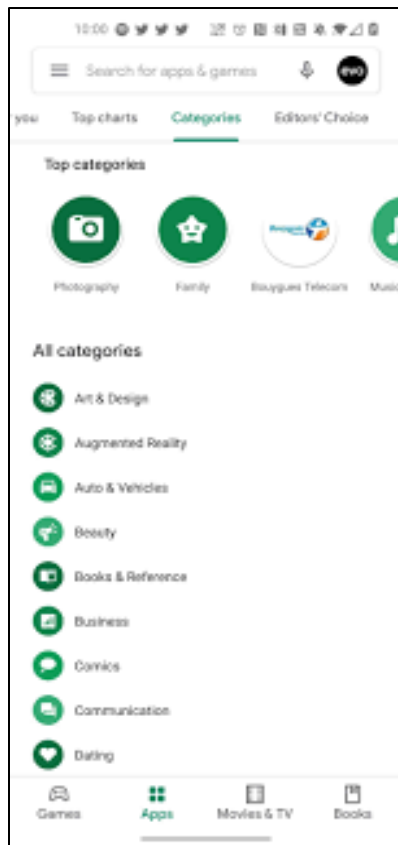 10:00
Search for apps & games
evo
you Top charts Categories Editors' Choice
Top categories
Photography Family Bouygues Telecom Music
All categories
Art & Design
Augmented Reality
Auto & Vehicles
Beauty
Books & Reference
Business
Comics
Communication
Dating
Games Apps Movies & TV Books